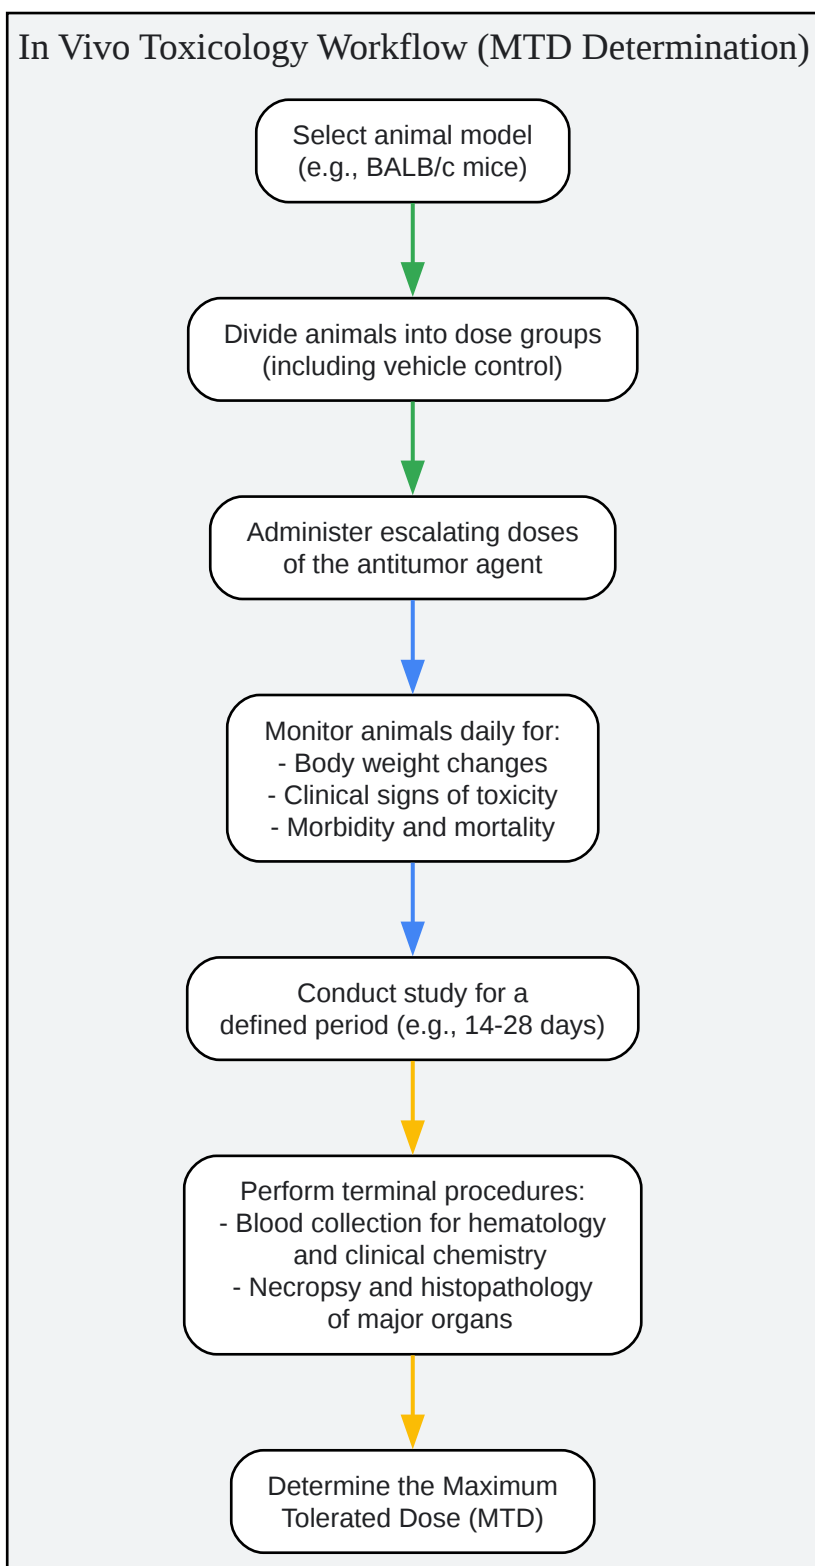 In Vivo Toxicology Workflow (MTD Determination)
Select animal model
(e.g., BALB/c mice)
Divide animals into dose groups
(including vehicle control)
Administer escalating doses
of the antitumor agent
Monitor animals daily for:
- Body weight changes
- Clinical signs of toxicity
- Morbidity and mortality
Conduct study for a
defined period (e.g., 14-28 days)
Perform terminal procedures:
- Blood collection for hematology
and clinical chemistry
- Necropsy and histopathology
of major organs
Determine the Maximum
Tolerated Dose (MTD)